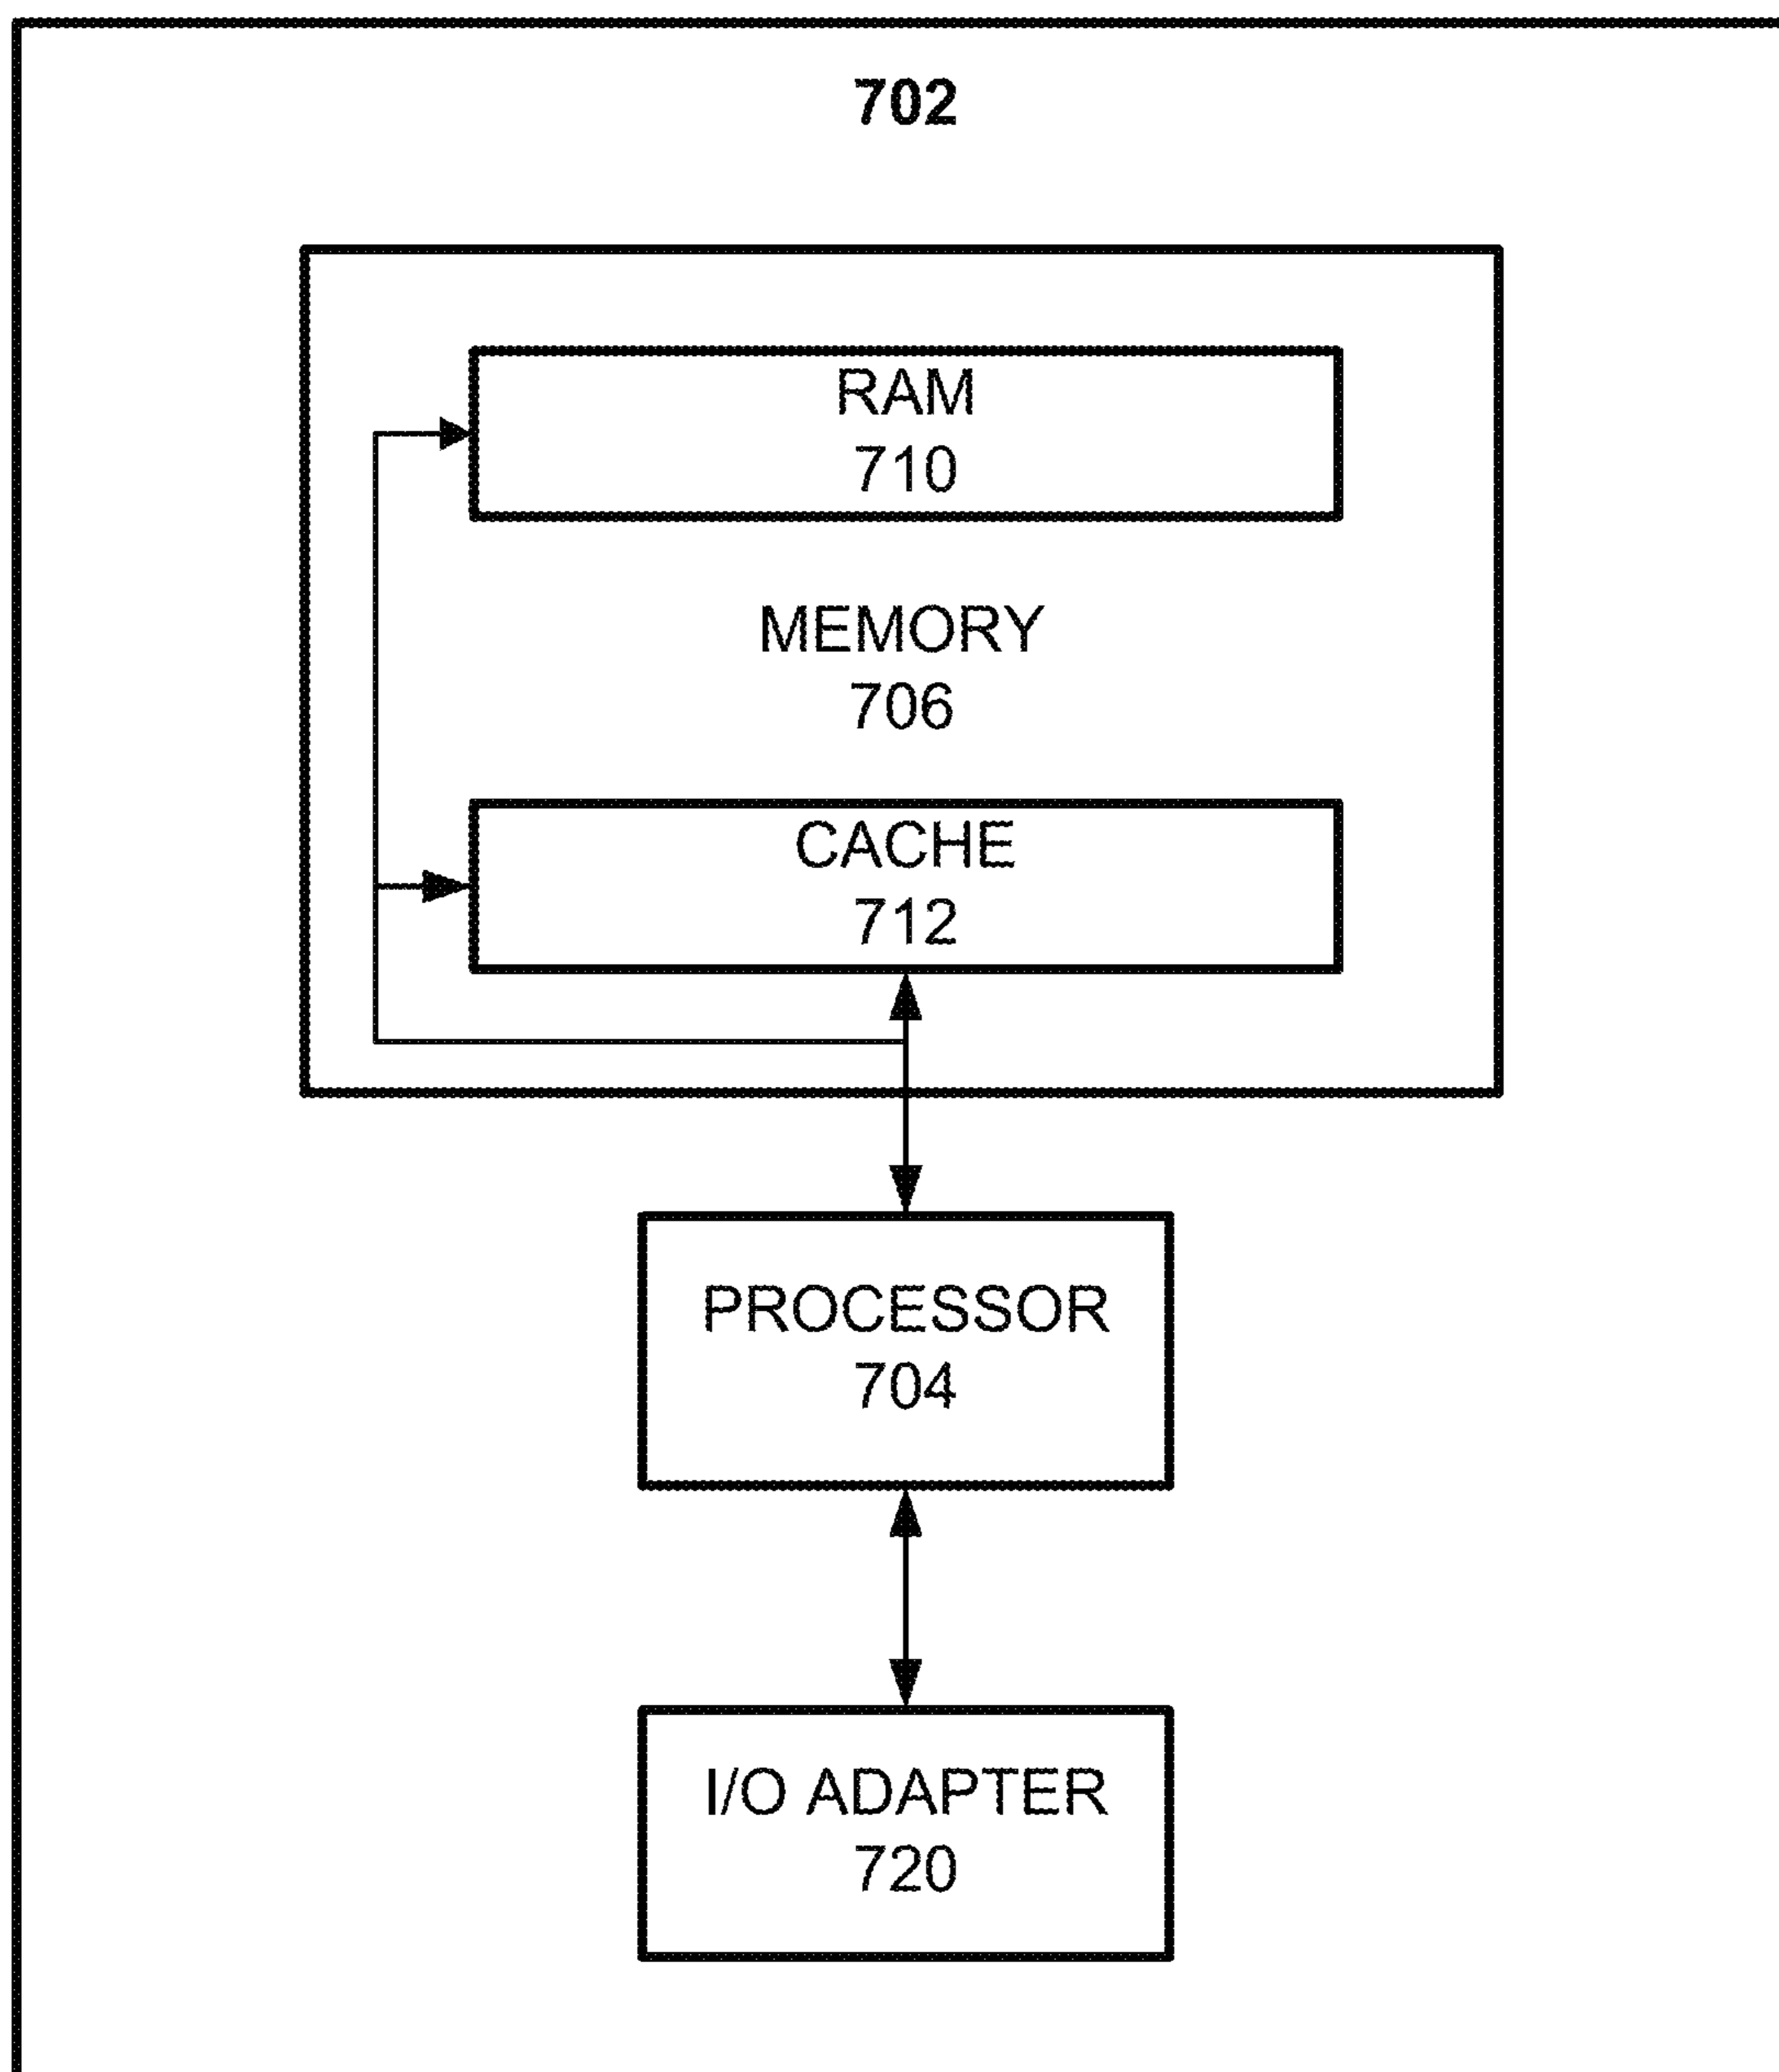 702
RAM
710
MEMORY
706
CACHE
712
PROCESSOR
704
I/O ADAPTER
720